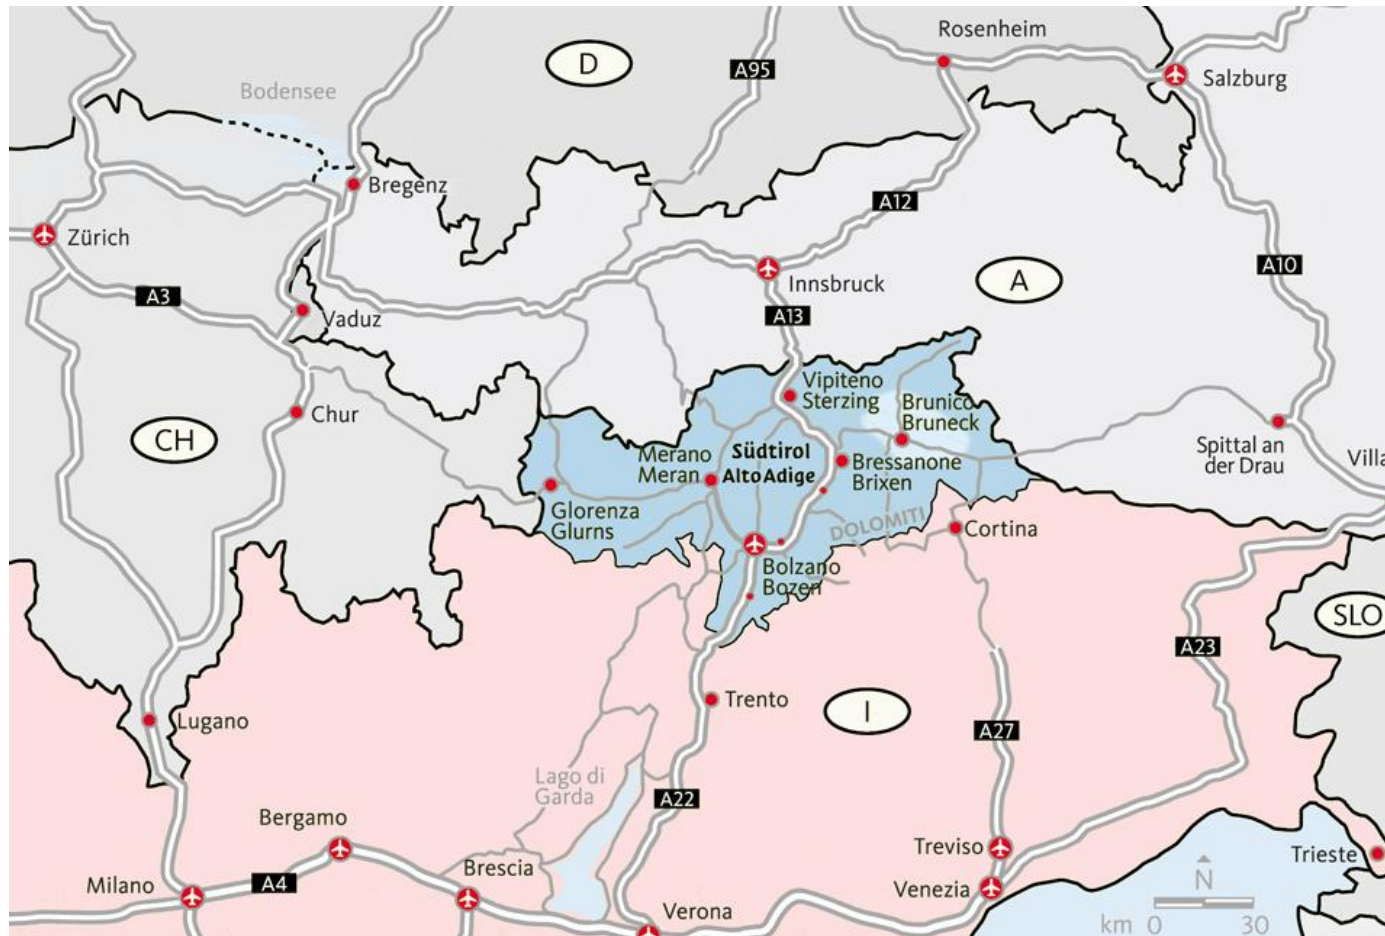 Rosenheim
D
A95
Salzburg
Bodensee
Bregenz
A12
Zürich
A10
Innsbruck
A
A3
A13
Vaduz
Vipiteno
Sterzing
Brunico
Bruneck
Chur
CH
Merano
Meran
Südtirol
Alto Adige
Bressanone
Brixen
Spittal an
der Drau
Villa
Glorenza
Glurns
DOLOMITI
Cortina
Bolzano
Bozen
SLO
A23
Trento
I
Lugano
A27
Lago di
Garda
A22
Bergamo
Treviso
Trieste
Brescia
Milano
A4
Venezia
N
Verona
km 0 30